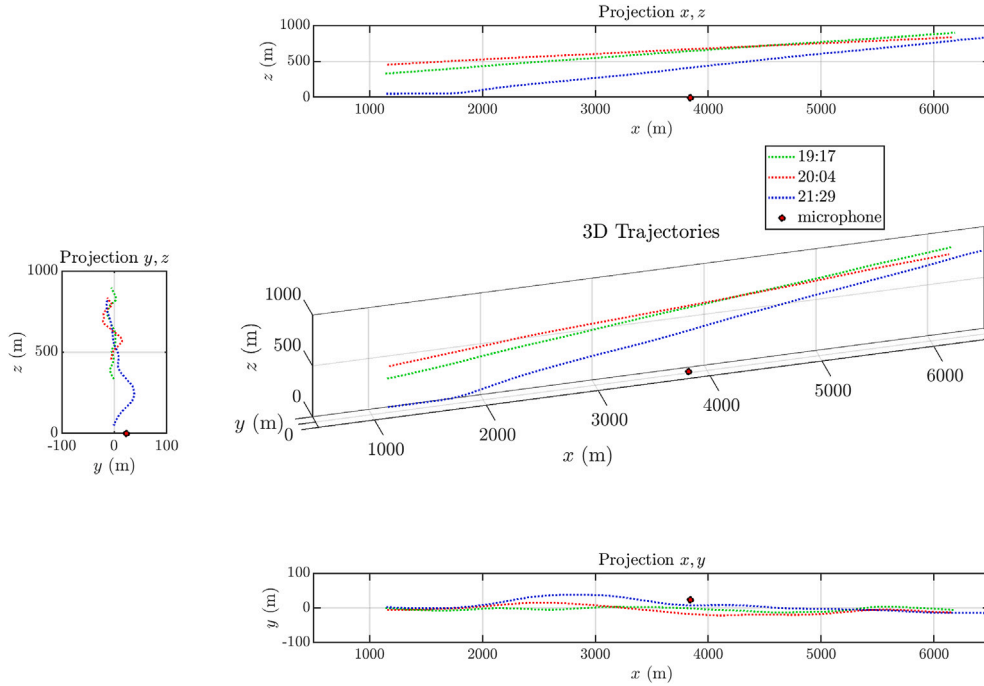 Projection x, z
1000
500
0
z (m)
1000 2000 3000 4000 5000 6000
x (m)
19:17
20:04
21:29
microphone
3D Trajectories
1000
500
0
z (m)
y (m)
0
1000 2000 3000 4000 5000 6000
x (m)
Projection y, z
1000
500
0
z (m)
-100 0 100
y (m)
Projection x, y
100
0
-100
y (m)
1000 2000 3000 4000 5000 6000
x (m)